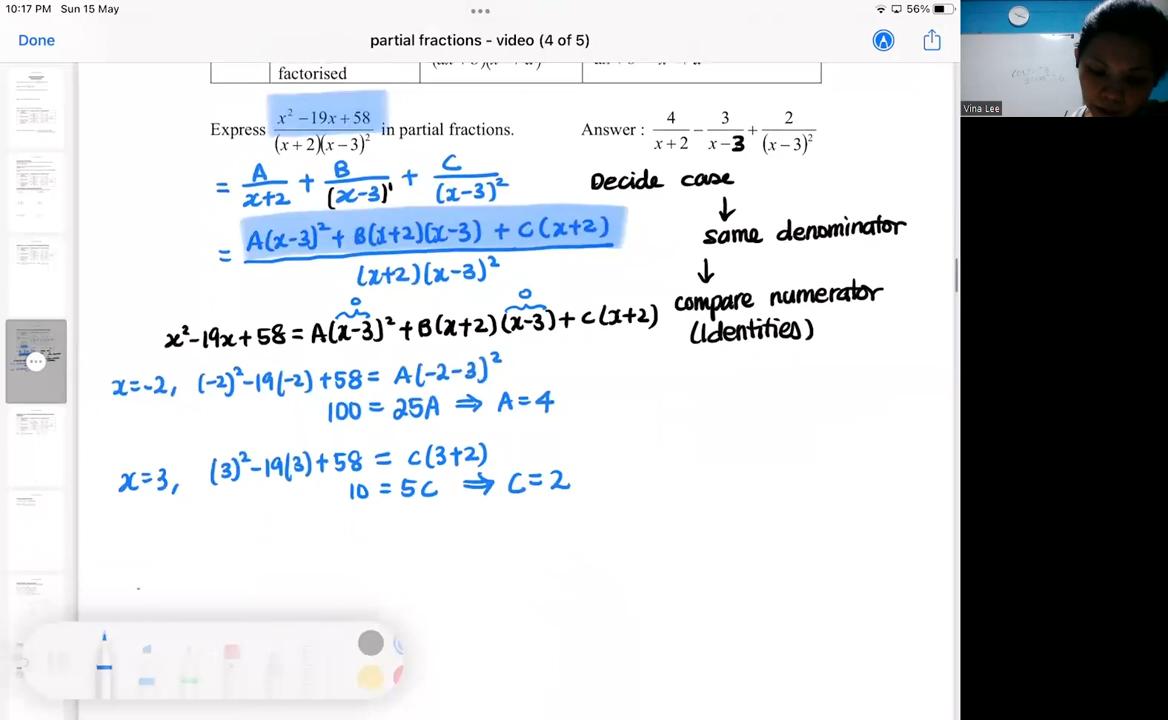 10:17 PM Sun 15 May
56%
Done
partial fractions - video (4 of 5)
Vina Lee
factorised
Express x² −19x + 58 / (x + 2)(x − 3)² in partial fractions.
Answer : 4 / x + 2 − 3 / x − 3 + 2 / (x − 3)²
= A / x+2 + B / (x-3)¹ + C / (x-3)²
Decide case
↓
same denominator
= A(x-3)² + B(x+2)(x-3) + C(x+2) / (x+2)(x-3)²
↓
compare numerator
(Identities)
0 0
x²-19x+58 = A(x-3)² + B(x+2)(x-3) + C(x+2)
x=-2, (-2)²-19(-2)+58 = A(-2-3)²
100 = 25A ⇒ A=4
x=3, (3)²-19(3)+58 = C(3+2)
10 = 5C ⇒ C=2